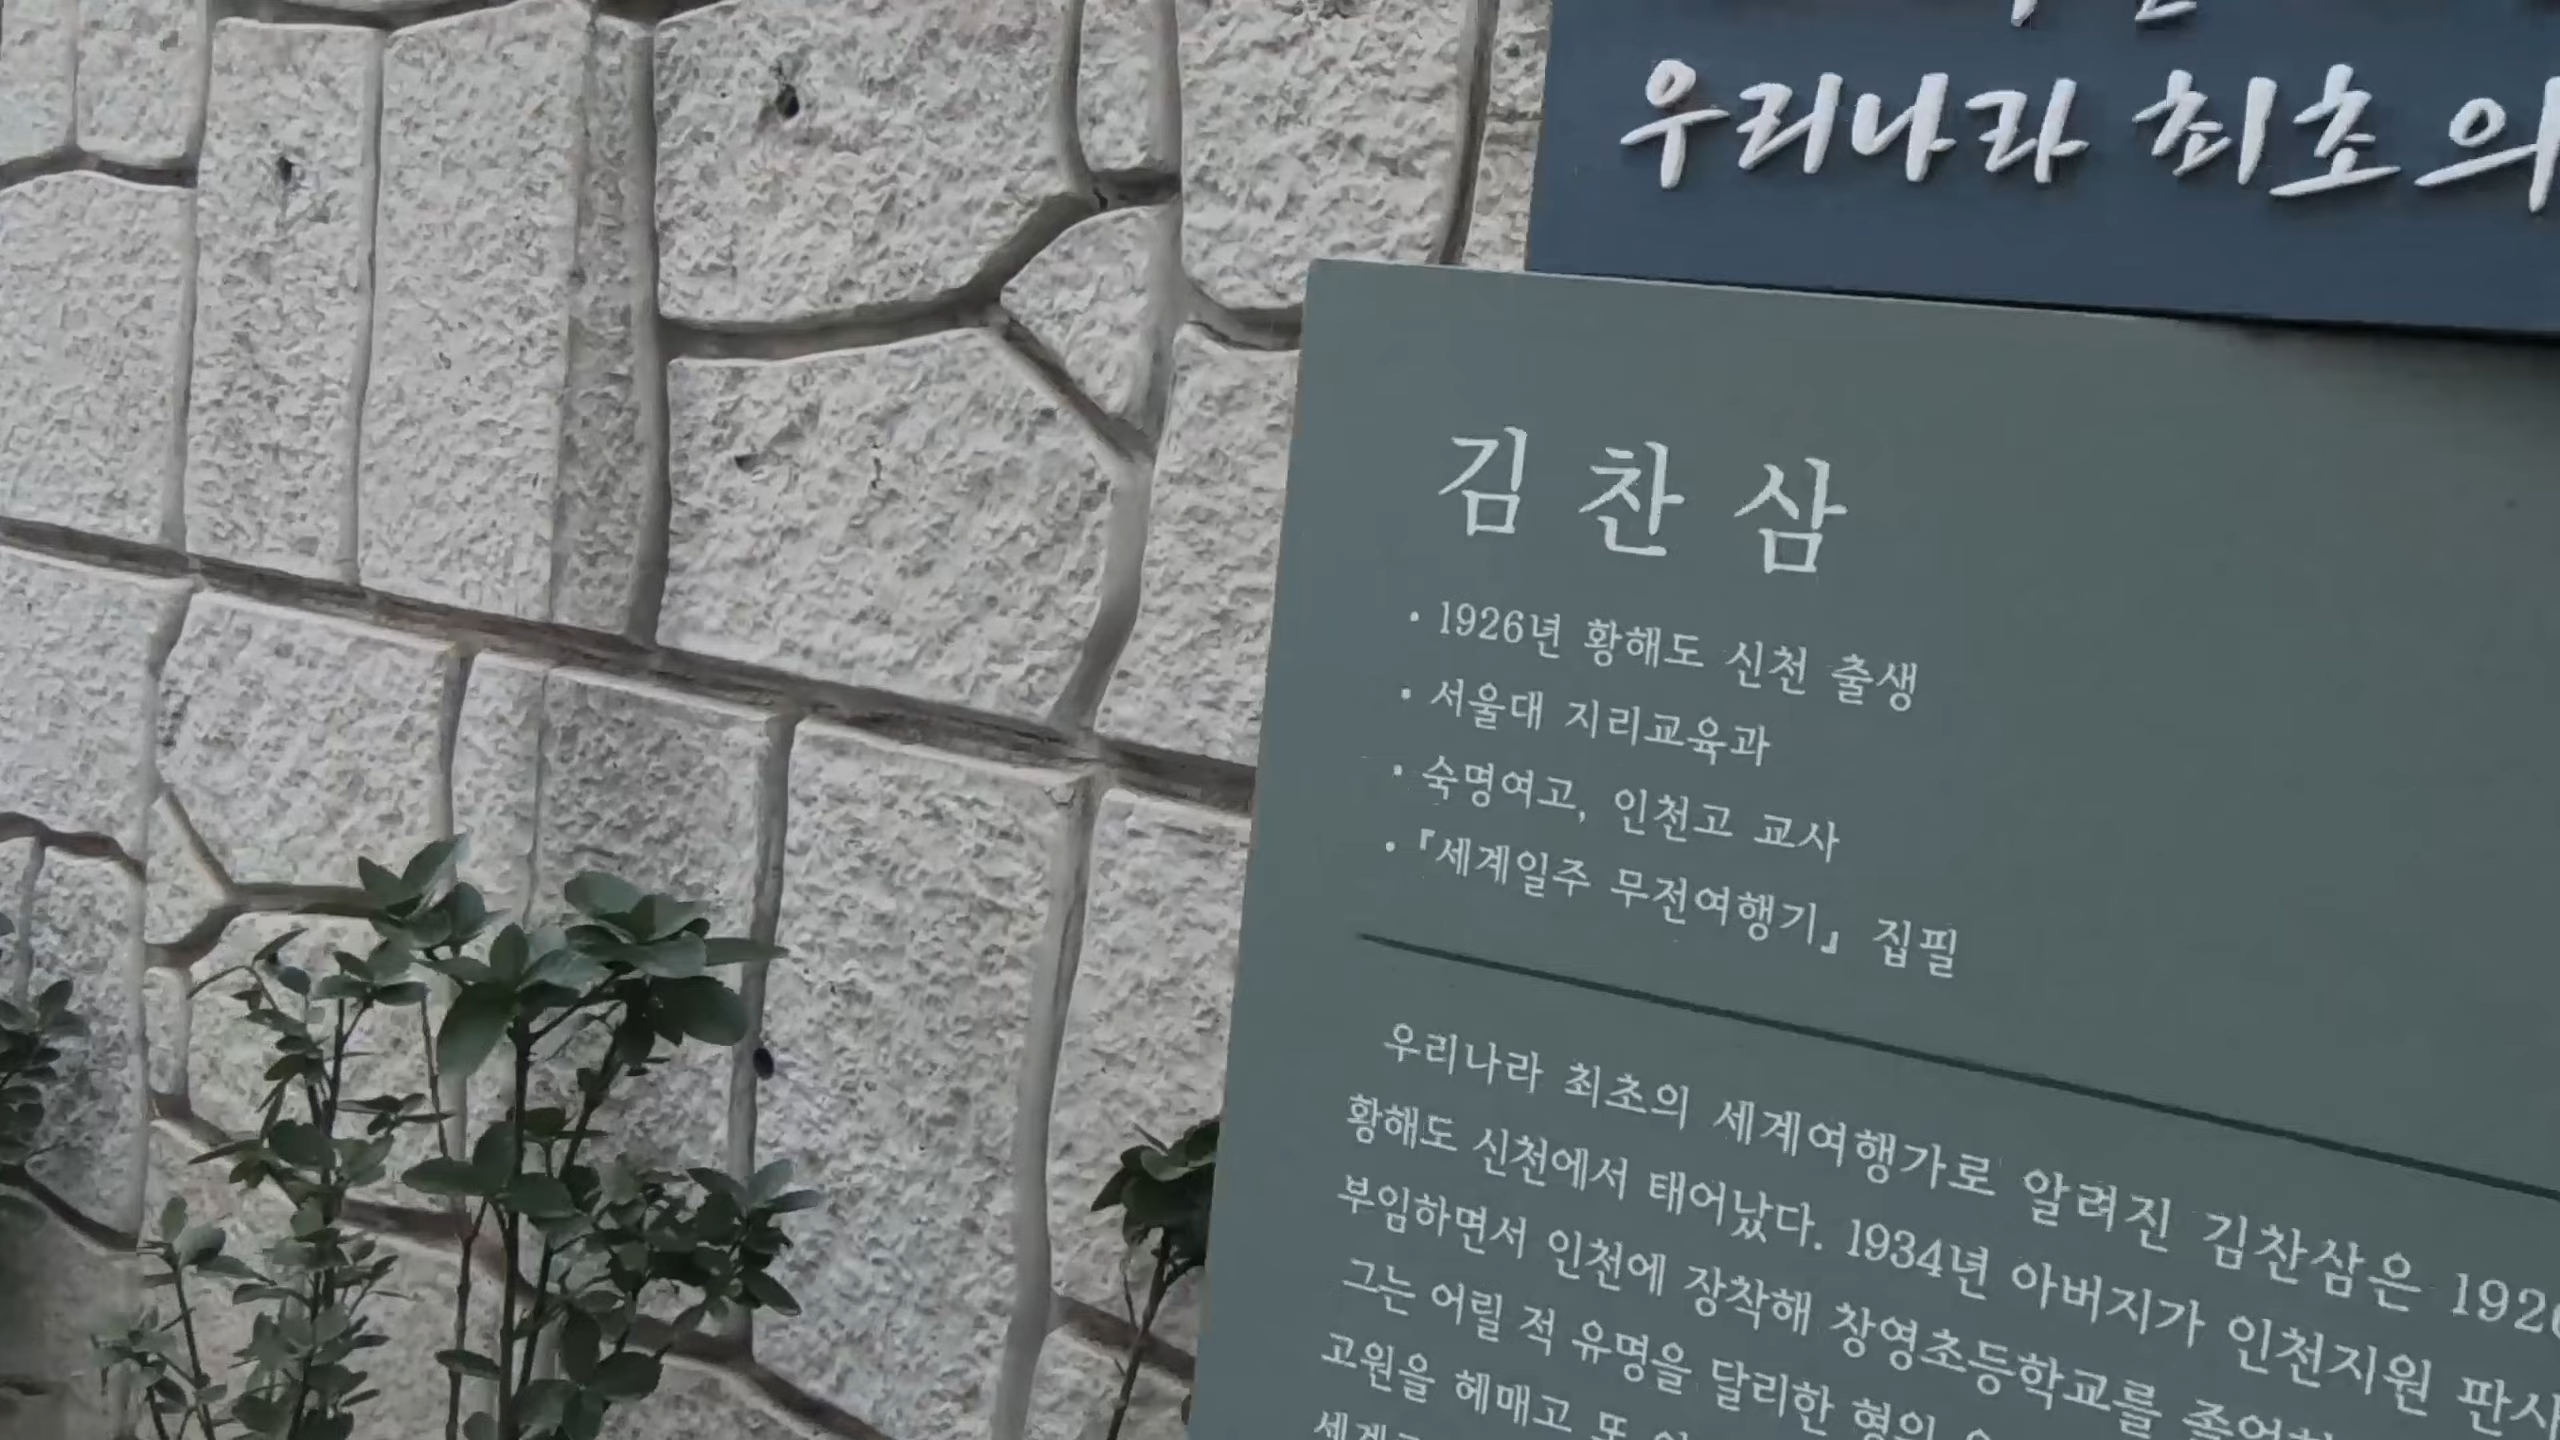 우리나라 최초의
김찬삼
• 1926년 황해도 신천 출생
• 서울대 지리교육과
• 숙명여고, 인천고 교사
• 『세계일주 무전여행기』 집필
우리나라 최초의 세계여행가로 알려진 김찬삼은
황해도 신천에서 태어났다. 1934년 아버지가 인천지원 판사
부임하면서 인천에 장착해 창영초등학교를
그는 어릴 적 유명을 달리한 형의
고원을 헤매고 또